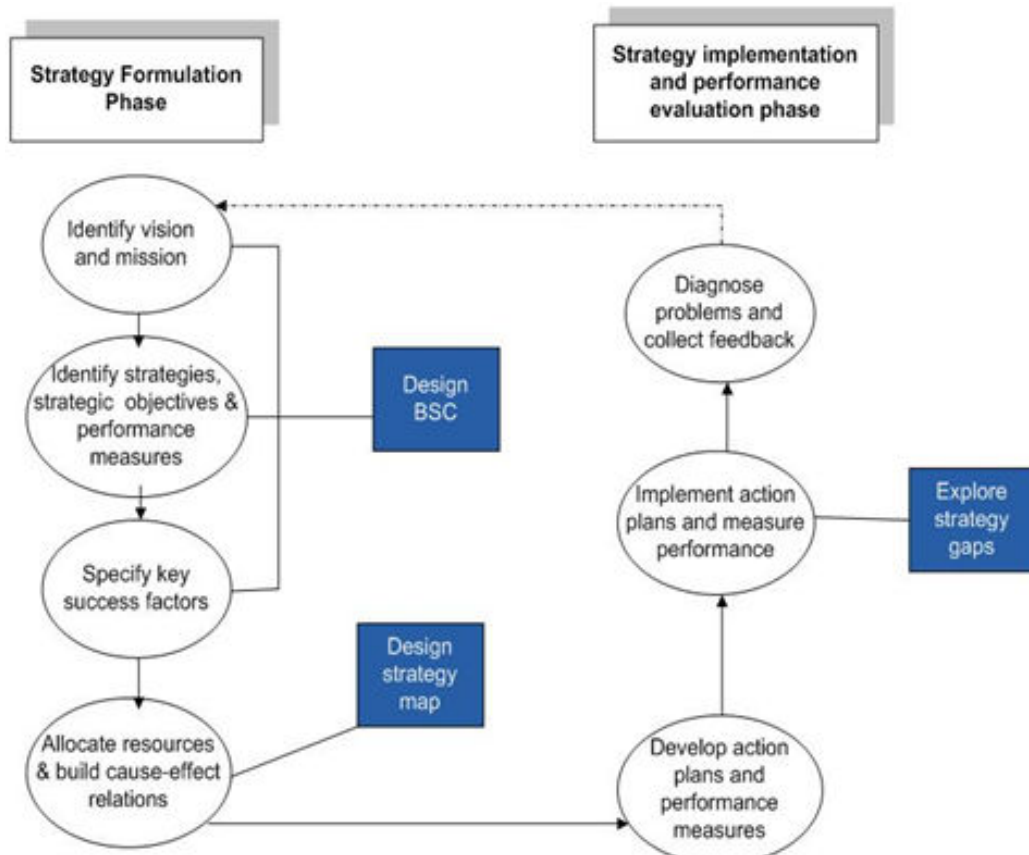 Strategy Formulation
Phase
Strategy implementation
and performance
evaluation phase
Identify vision
and mission
Identify strategies,
strategic objectives &
performance
measures
Design
BSC
Specify key
success factors
Design
strategy
map
Allocate resources
& build cause-effect
relations
Diagnose
problems and
collect feedback
Implement action
plans and measure
performance
Explore
strategy
gaps
Develop action
plans and
performance
measures